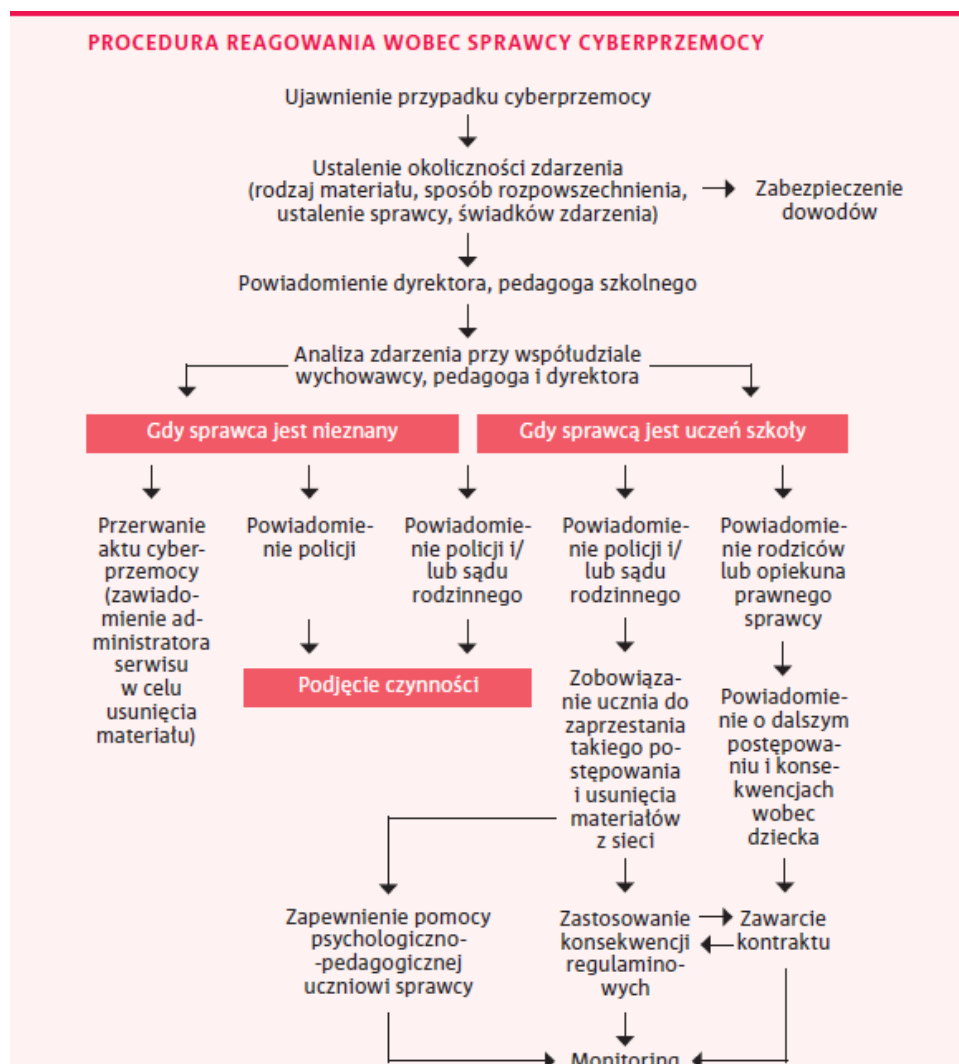 PROCEDURA REAGOWANIA WOBEC SPRAWCY CYBERPRZEMOCY
Ujawnienie przypadku cyberprzemocy
Ustalenie okoliczności zdarzenia
(rodzaj materiału, sposób rozpowszechnienia,
ustalenie sprawcy, świadków zdarzenia)
Zabezpieczenie
dowodów
Powiadomienie dyrektora, pedagoga szkolnego
Analiza zdarzenia przy współudziale
wychowawcy, pedagoga i dyrektora
Gdy sprawca jest nieznany
Gdy sprawcą jest uczeń szkoły
Przerwanie
aktu cyber-
przemocy
(zawiado-
mienie ad-
ministratora
serwisu
w celu
usunięcia
materiału)
Powiadomie-
nie policji
Powiadomie-
nie policji i/
lub sądu
rodzinnego
Podjęcie czynności
Powiadomie-
nie policji i/
lub sądu
rodzinnego
Zobowiąza-
nie ucznia do
zaprzestania
takiego po-
stępowania
i usunięcia
materiałów
z sieci
Powiadomie-
nie rodziców
lub opiekuna
prawnego
sprawcy
Powiadomie-
nie o dalszym
postępowa-
niu i konse-
kwencjach
wobec
dziecka
Zapewnienie pomocy
psychologiczno-
-pedagogicznej
uczniowi sprawcy
Zastosowanie
konsekwencji
regulamino-
wych
Zawarcie
kontraktu
Monitoring